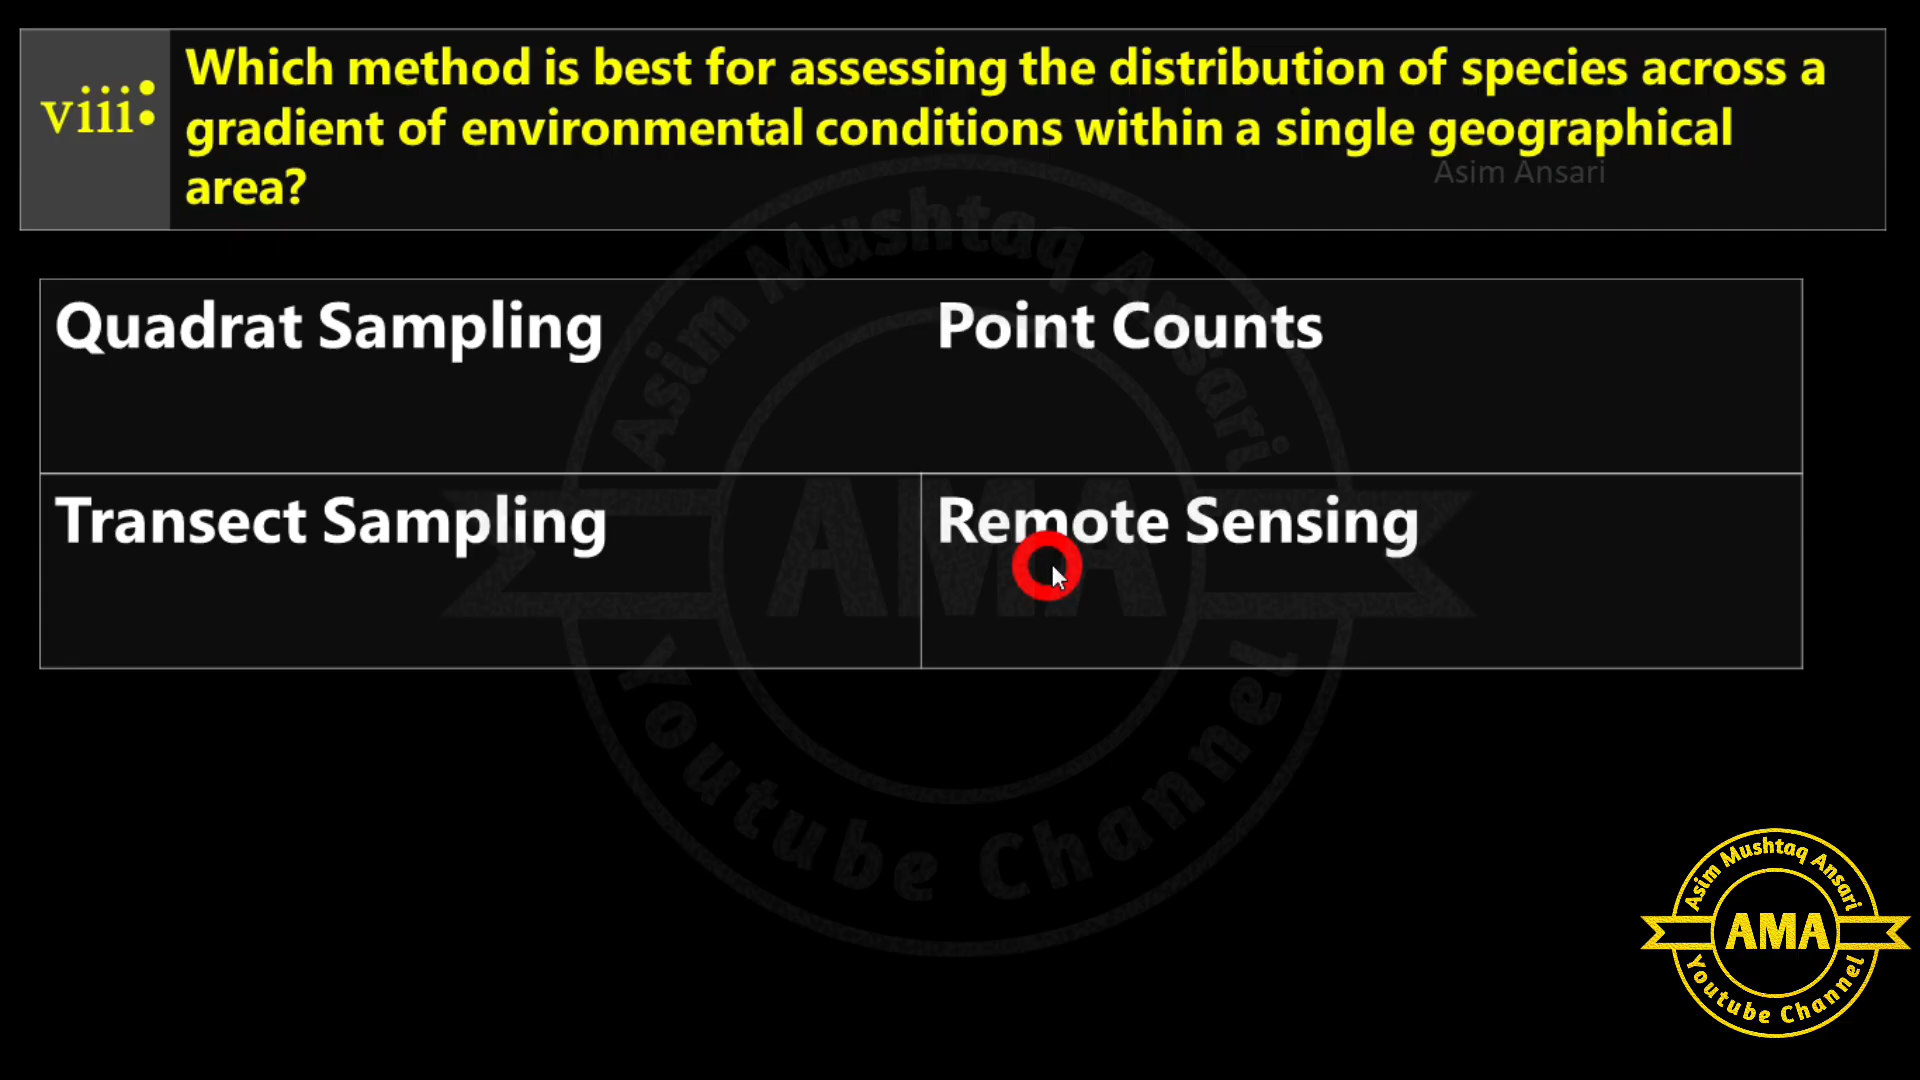 viii:
Which method is best for assessing the distribution of species across a
gradient of environmental conditions within a single geographical
area?
Asim Ansari
Quadrat Sampling
Point Counts
Transect Sampling
Remote Sensing
Asim Mushtaq Ansari
AMA
Youtube Channel
Asim Mushtaq Ansari
AMA
Youtube Channel